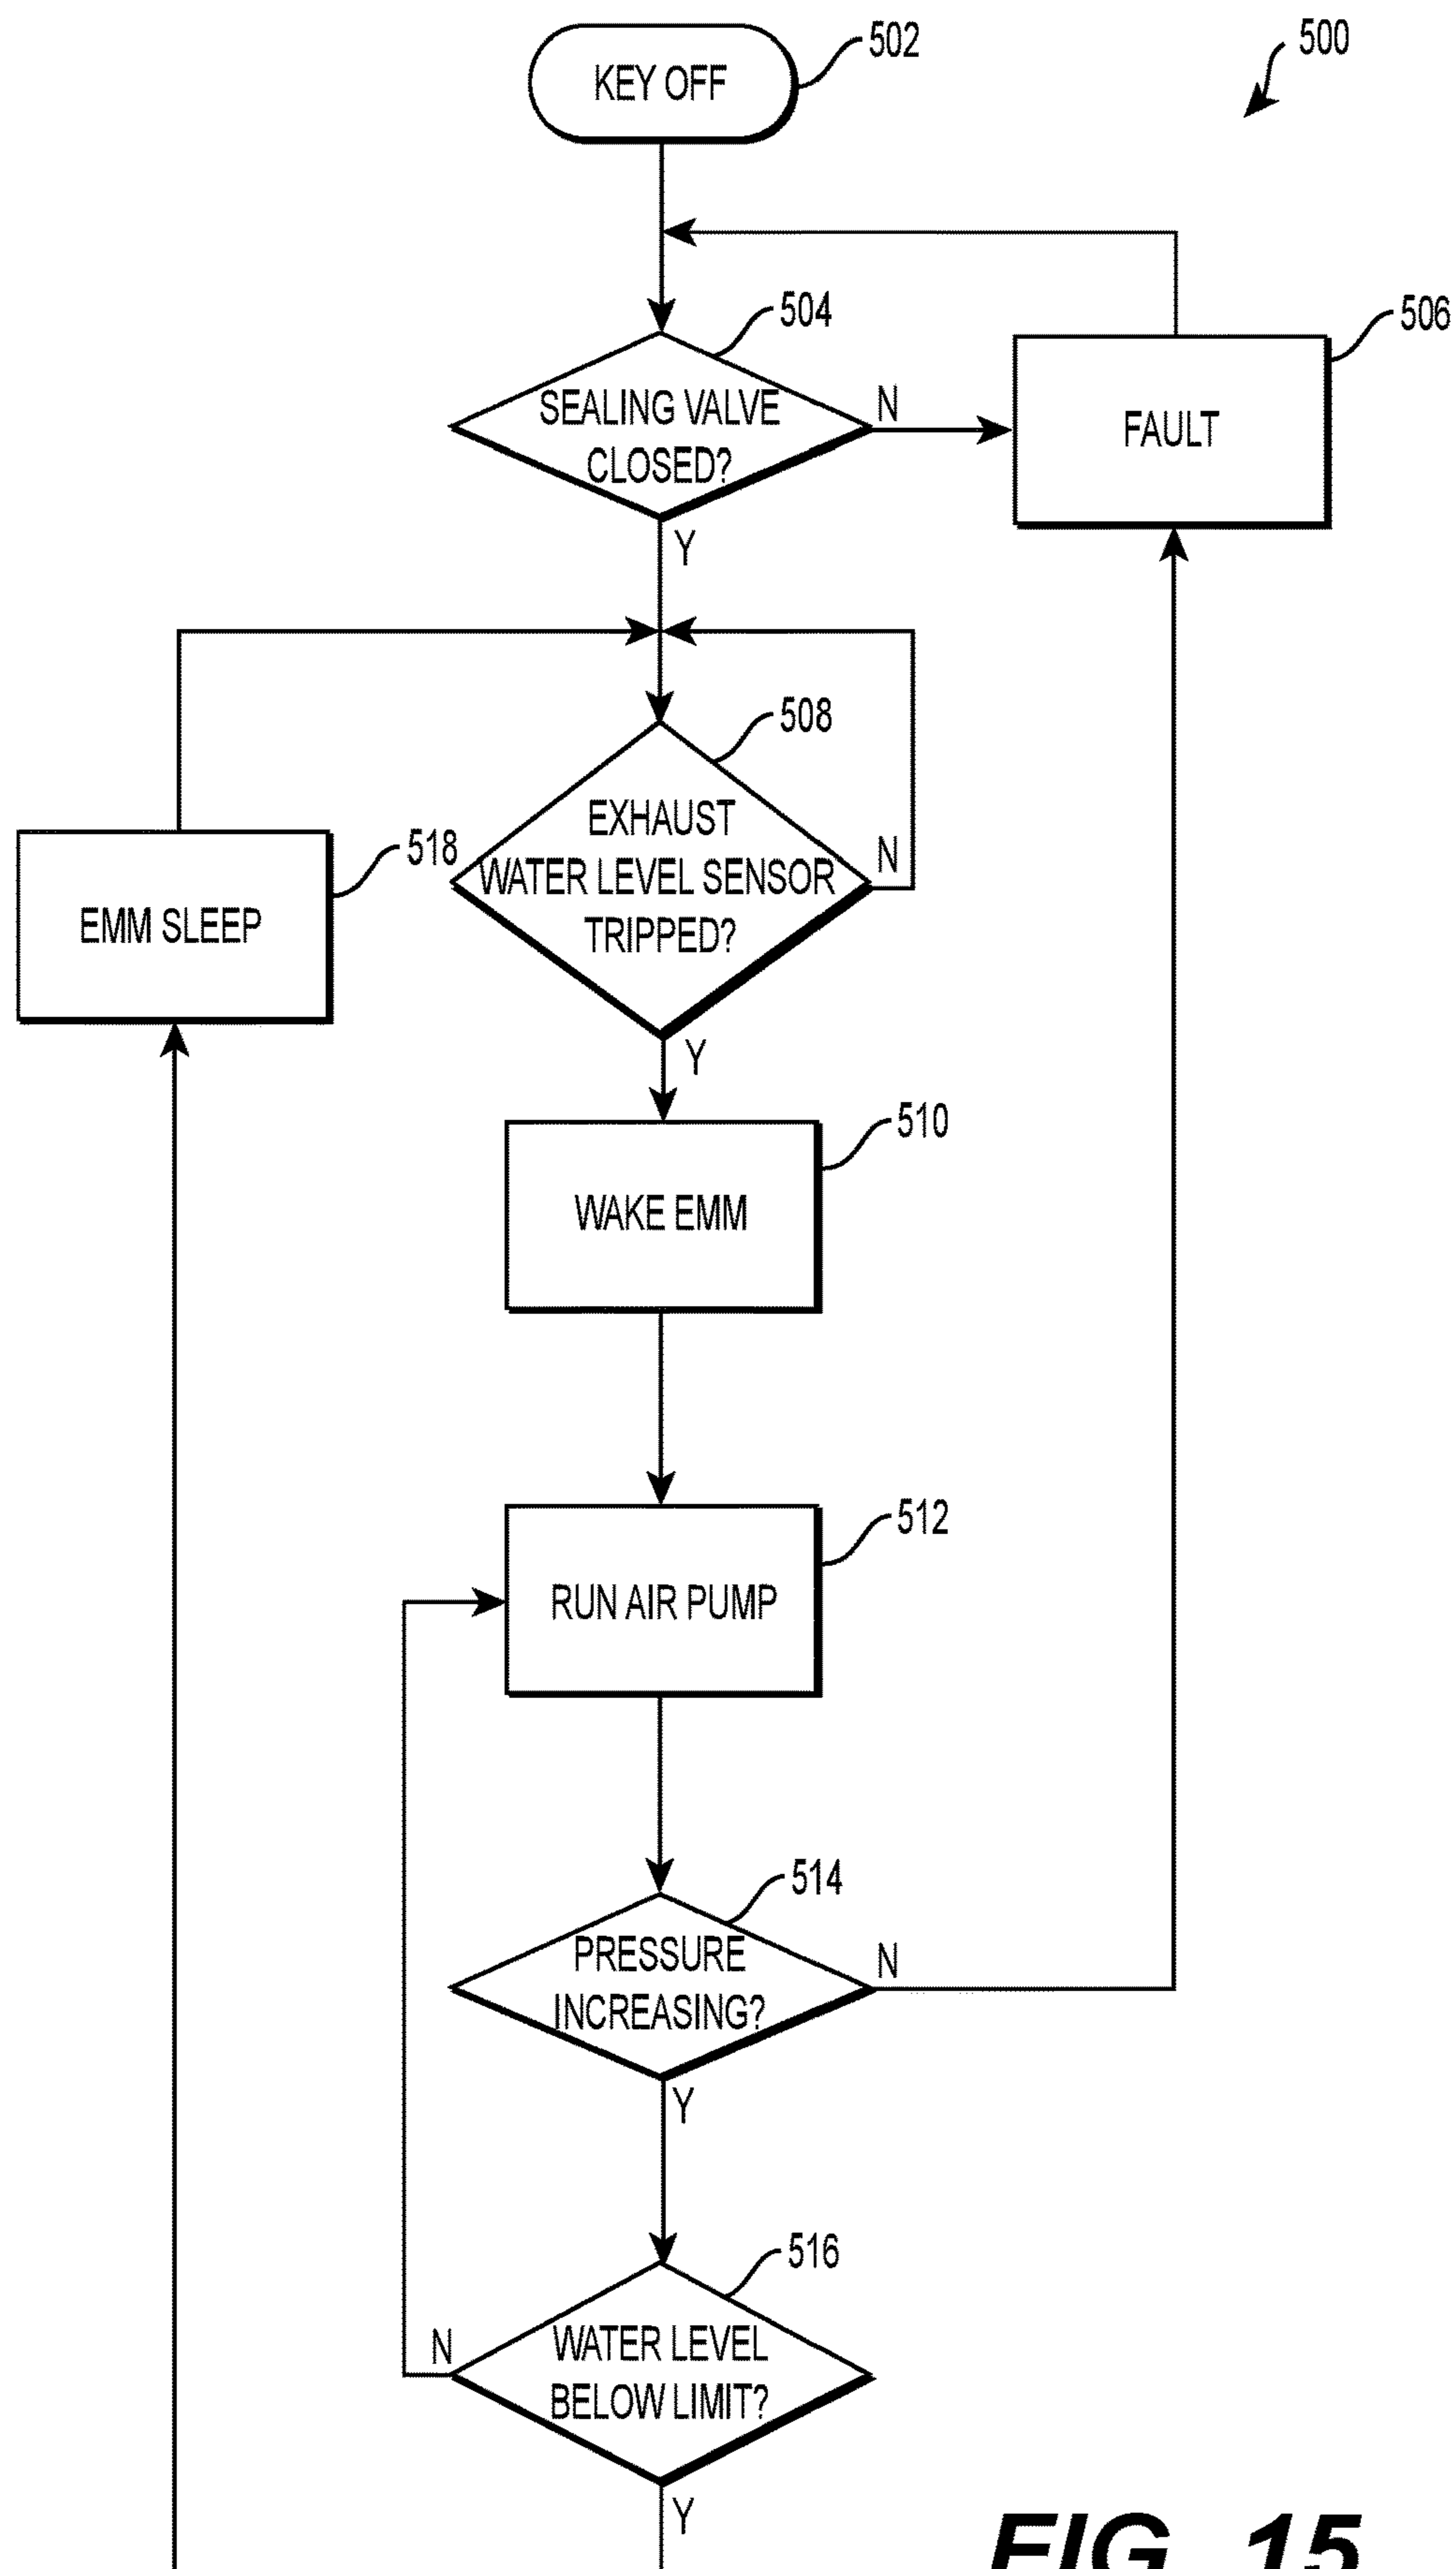 KEY OFF
502
500
504
506
SEALING VALVE
CLOSED?
N
FAULT
Y
508
EXHAUST
WATER LEVEL SENSOR
TRIPPED?
N
518
EMM SLEEP
Y
510
WAKE EMM
512
RUN AIR PUMP
514
PRESSURE
INCREASING?
N
Y
516
WATER LEVEL
BELOW LIMIT?
N
Y
FIG. 15